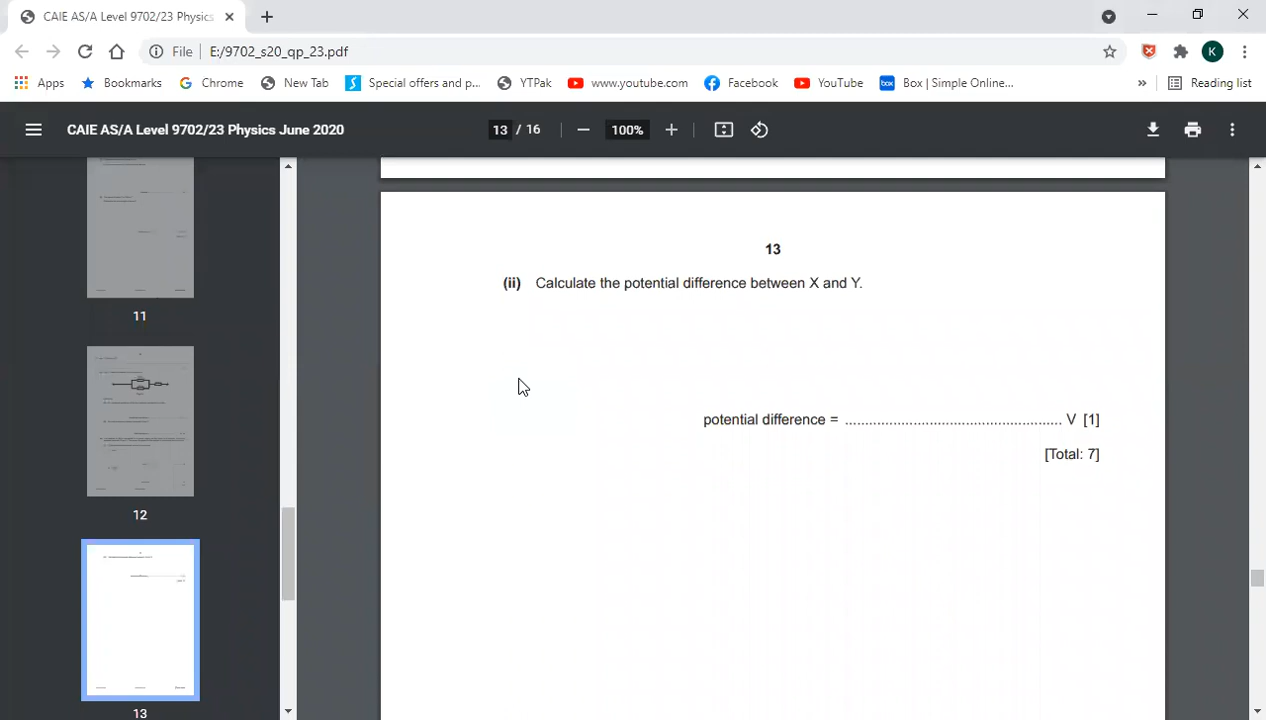 CAIE AS/A Level 9702/23 Physics
File E:/9702_s20_qp_23.pdf
K
Apps Bookmarks Chrome New Tab Special offers and p... YTPak www.youtube.com Facebook YouTube box Box | Simple Online... » Reading list
CAIE AS/A Level 9702/23 Physics June 2020 13 / 16 100%
13
(ii) Calculate the potential difference between X and Y.
potential difference = ...................................................... V [1]
[Total: 7]
11
12
13